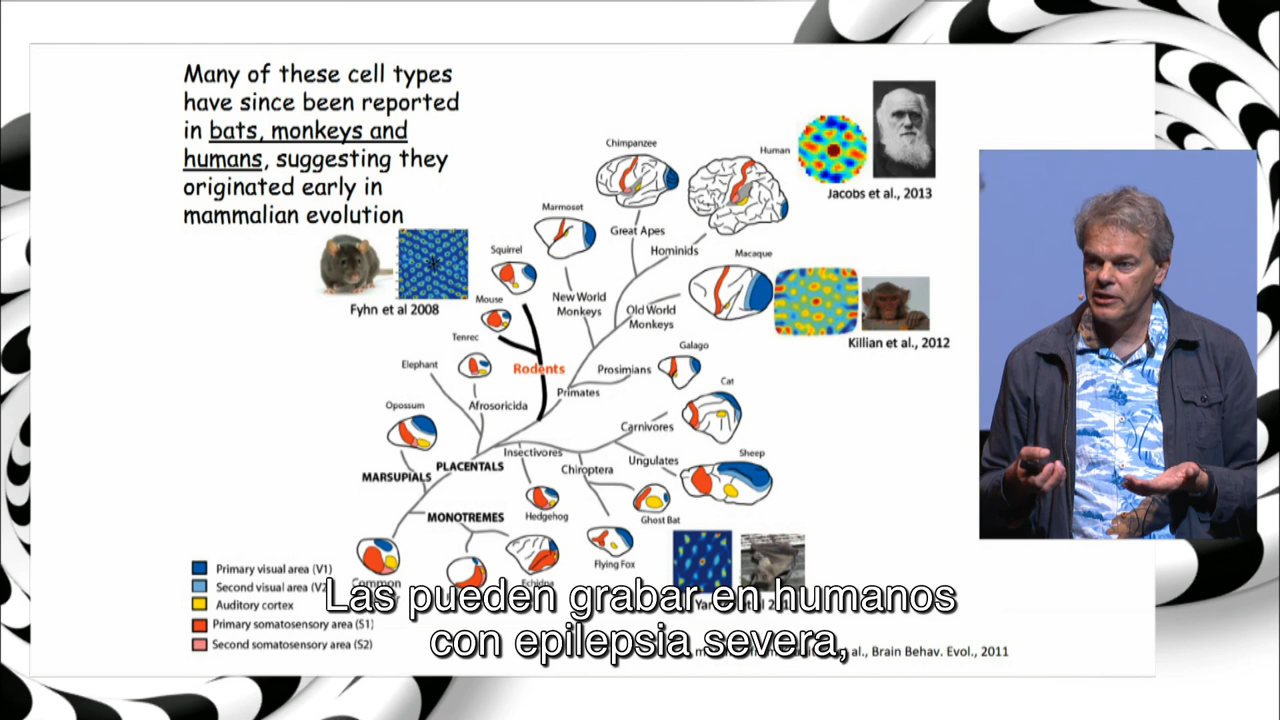 Many of these cell types
have since been reported
in bats, monkeys and
humans, suggesting they
originated early in
mammalian evolution
Chimpanzee
Human
Jacobs et al., 2013
Marmoset
Great Apes
Hominids
Squirrel
Macaque
Mouse
New World
Monkeys
Old World
Monkeys
Fyhn et al 2008
Killian et al., 2012
Tenrec
Galago
Elephant
Rodents
Prosimians
Primates
Cat
Opossum
Afrosoricida
Carnivores
Insectivores
Sheep
Ungulates
PLACENTALS
Chiroptera
MARSUPIALS
MONOTREMES
Hedgehog
Ghost Bat
Flying Fox
Echidna
Common
Primary visual area (V1)
Second visual area (V2
Auditory cortex
Primary somatosensory area (S1)
Second somatosensory area (S2)
al., Brain Behav. Evol., 2011
Las pueden grabar en humanos
con epilepsia severa,